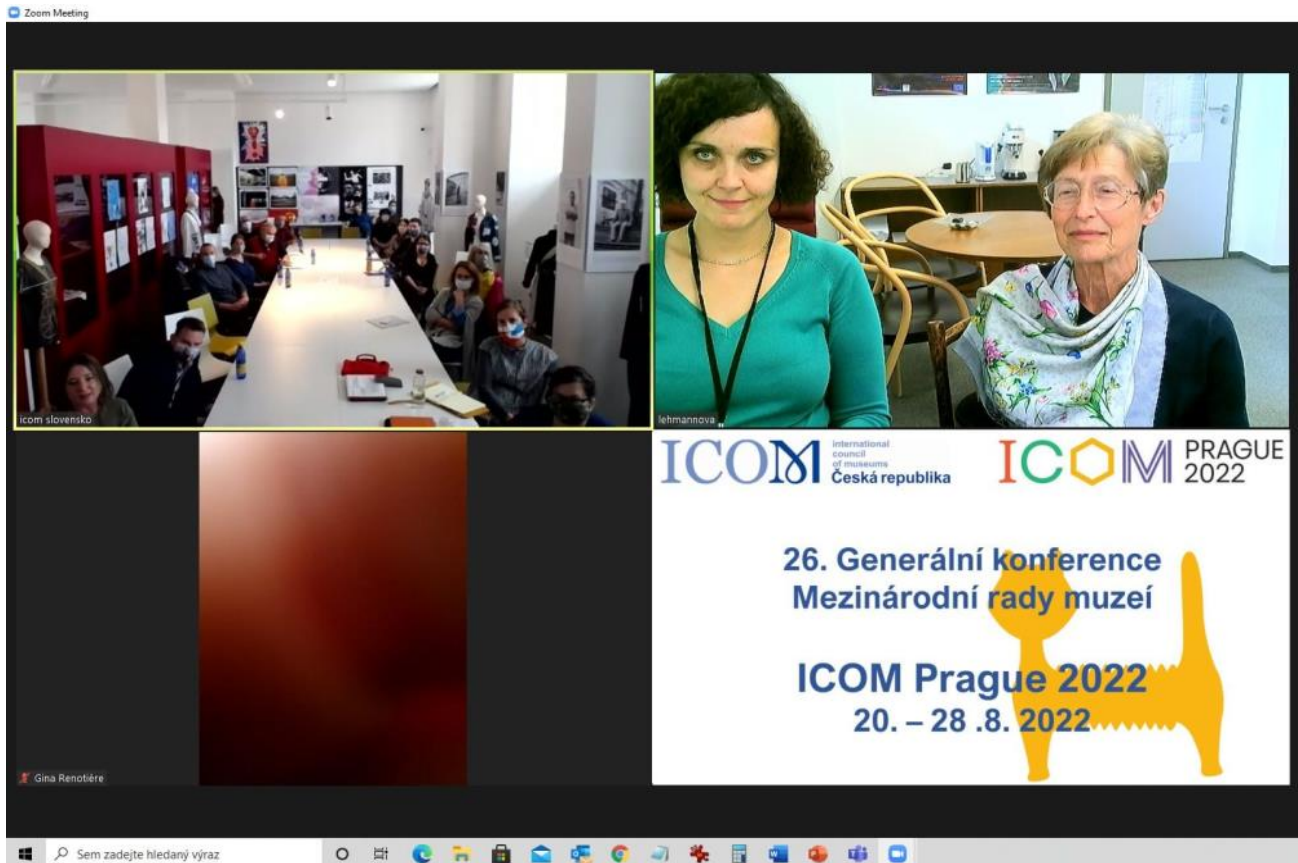 Zoom Meeting
icom slovensko
lehmannova
ICOM
international
council
of museums
Česká republika
ICOM
PRAGUE
2022
26. Generální konference
Mezinárodní rady muzeí
ICOM Prague 2022
20. – 28 .8. 2022
Gina Renotiére
Sem zadejte hledaný výraz